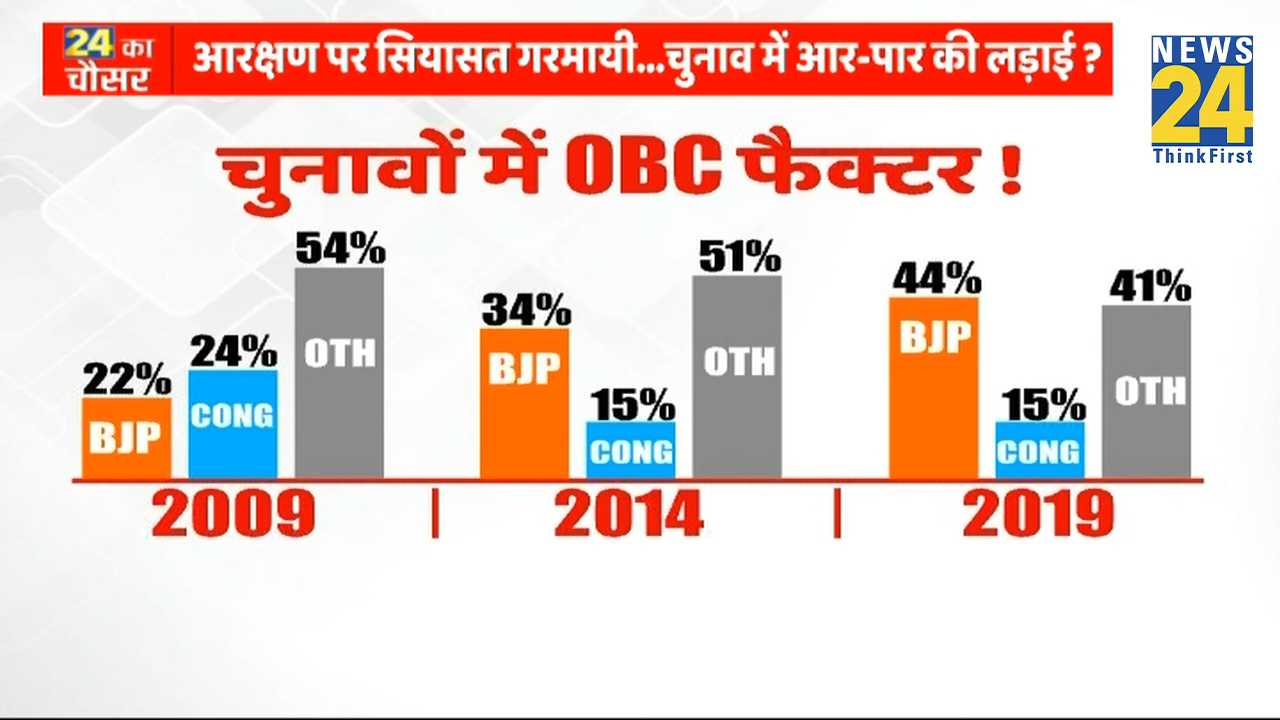 24 का चौसर
आरक्षण पर सियासत गरमायी...चुनाव में आर-पार की लड़ाई ?
NEWS
24
ThinkFirst
चुनावों में OBC फैक्टर !
22%
BJP
24%
CONG
54%
OTH
34%
BJP
15%
CONG
51%
OTH
44%
BJP
15%
CONG
41%
OTH
2009 | 2014 | 2019